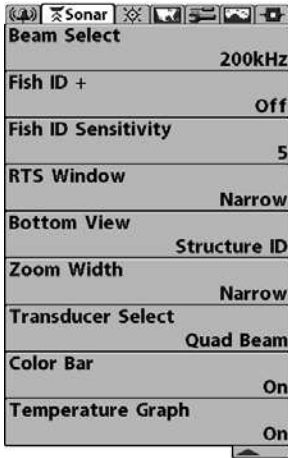 Sonar
Beam Select
200kHz
Fish ID +
Off
Fish ID Sensitivity
5
RTS Window
Narrow
Bottom View
Structure ID
Zoom Width
Narrow
Transducer Select
Quad Beam
Color Bar
On
Temperature Graph
On